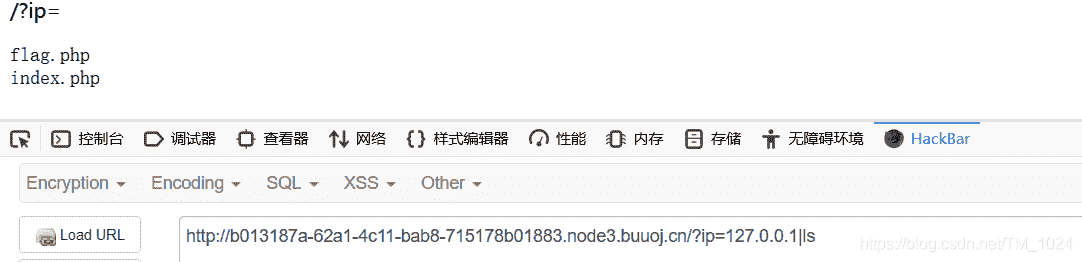 /?ip=
flag.php
index.php
控制台 调试器 查看器 网络 样式编辑器 性能 内存 存储 无障碍环境 HackBar
Encryption Encoding SQL XSS Other
Load URL http://b013187a-62a1-4c11-bab8-715178b01883.node3.buuoj.cn/?ip=127.0.0.1|ls
https://blog.csdn.net/TM_1024